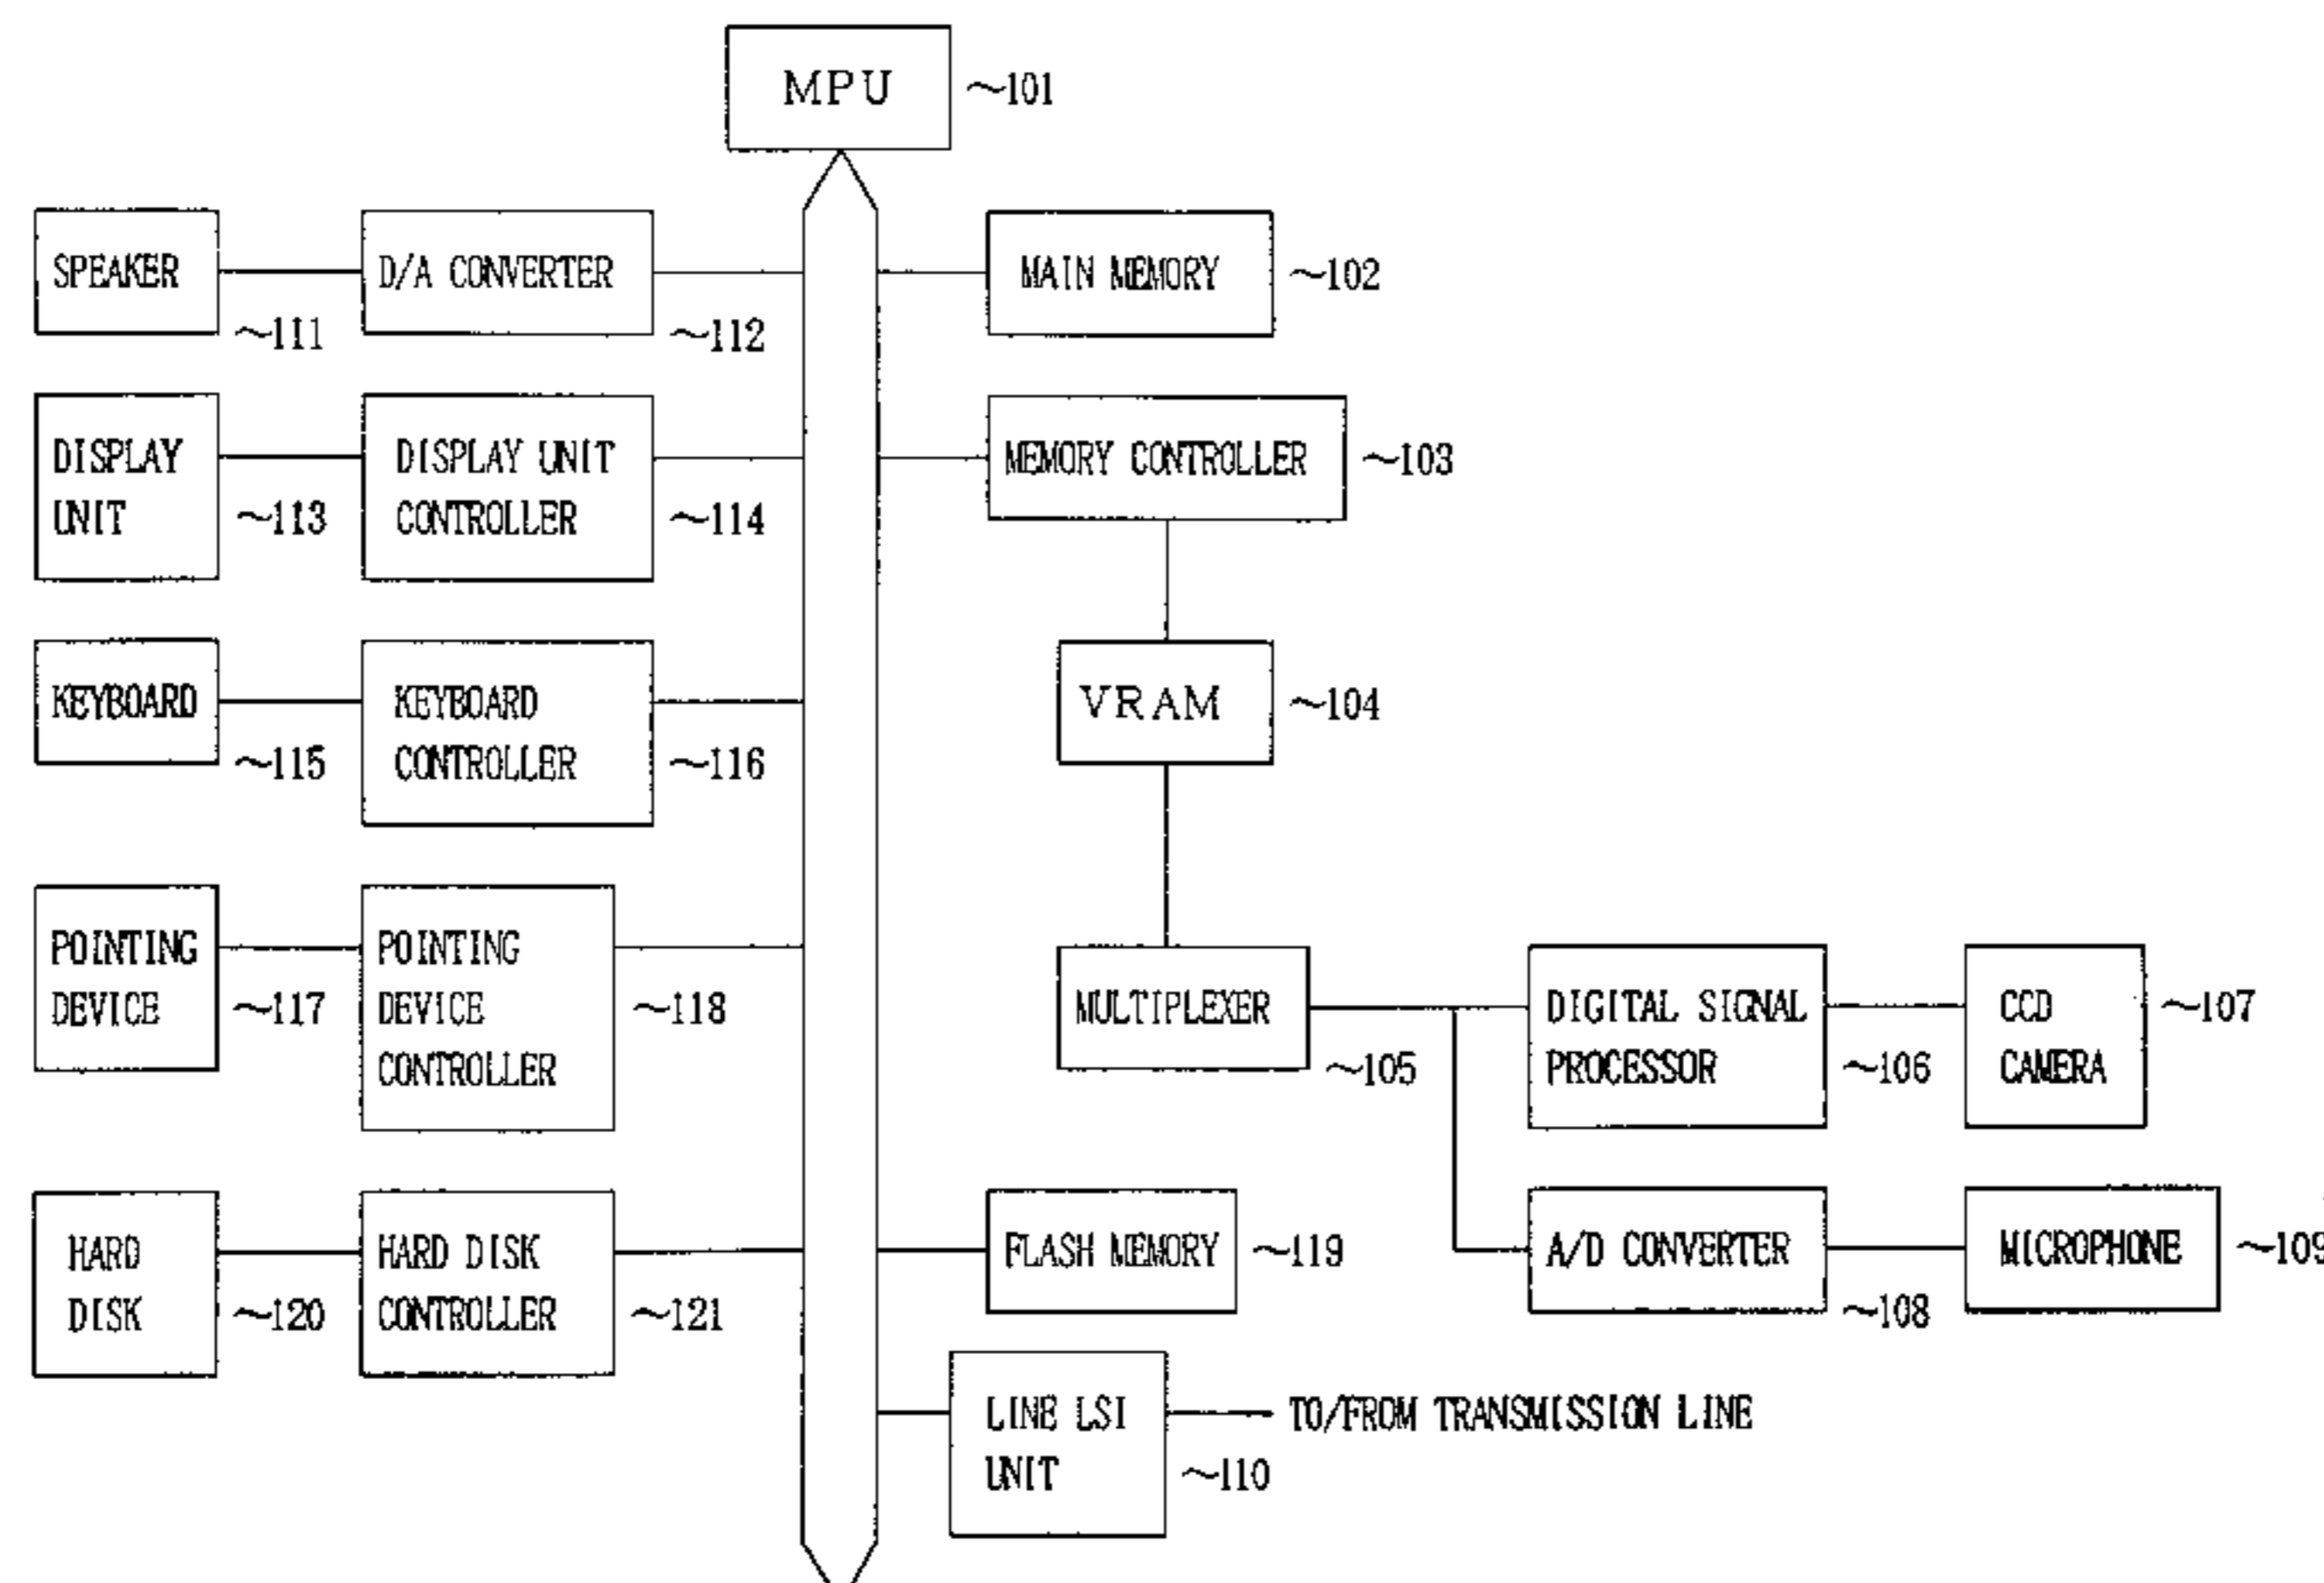 MPU
~101
SPEAKER
~111
D/A CONVERTER
~112
MAIN MEMORY
~102
DISPLAY
UNIT
~113
DISPLAY UNIT
CONTROLLER
~114
MEMORY CONTROLLER
~103
KEYBOARD
~115
KEYBOARD
CONTROLLER
~116
VRAM
~104
POINTING
DEVICE
~117
POINTING
DEVICE
CONTROLLER
~118
MULTIPLEXER
~105
DIGITAL SIGNAL
PROCESSOR
~106
CCD
CAMERA
~107
HARD
DISK
~120
HARD DISK
CONTROLLER
~121
FLASH MEMORY
~119
A/D CONVERTER
~108
MICROPHONE
~109
LINE LSI
UNIT
~110
TO/FROM TRANSMISSION LINE